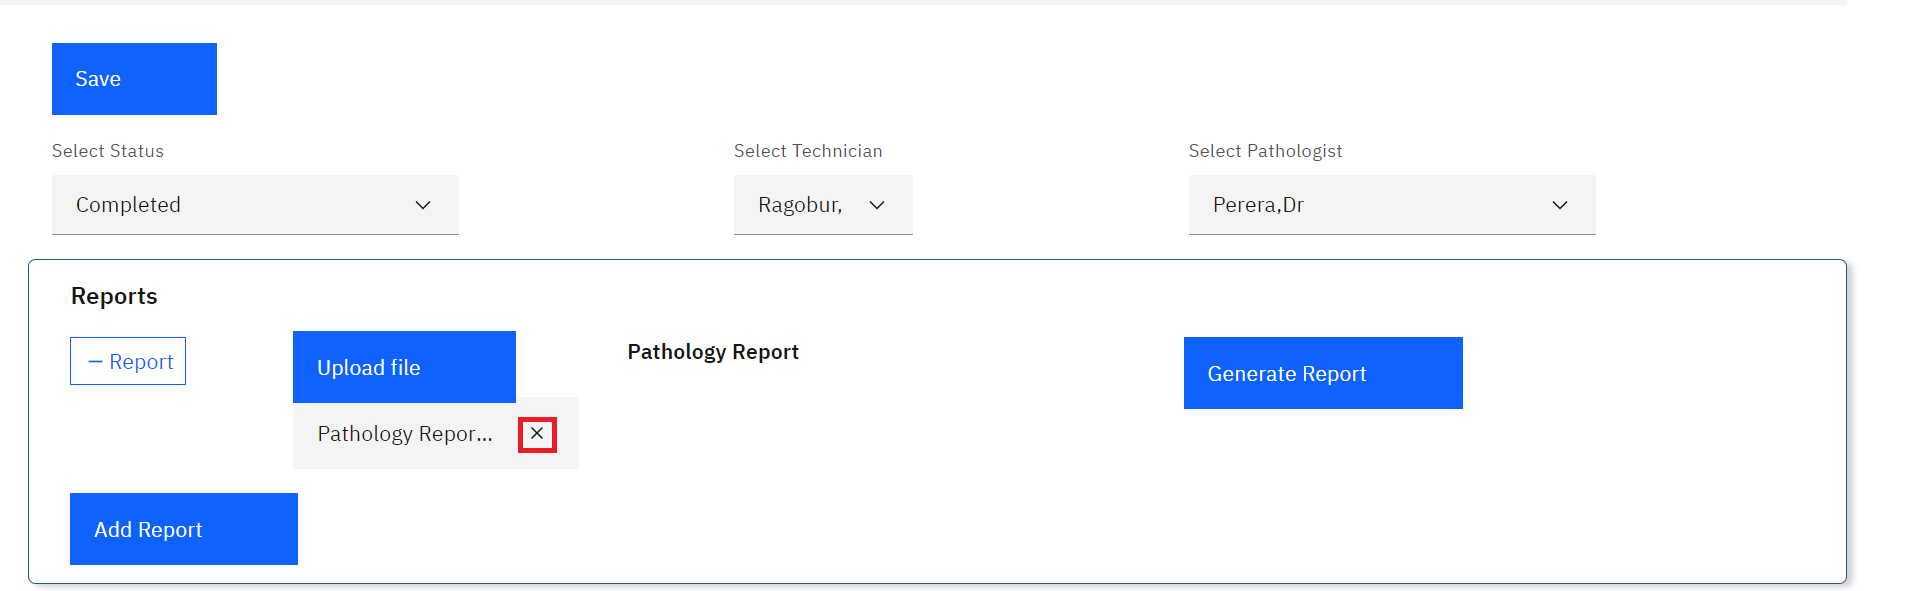 Save
Select Status
Select Technician
Select Pathologist
Completed
Ragobur,
Perera,Dr
Reports
Report
Upload file
Pathology Report
Generate Report
Pathology Repor...
Add Report